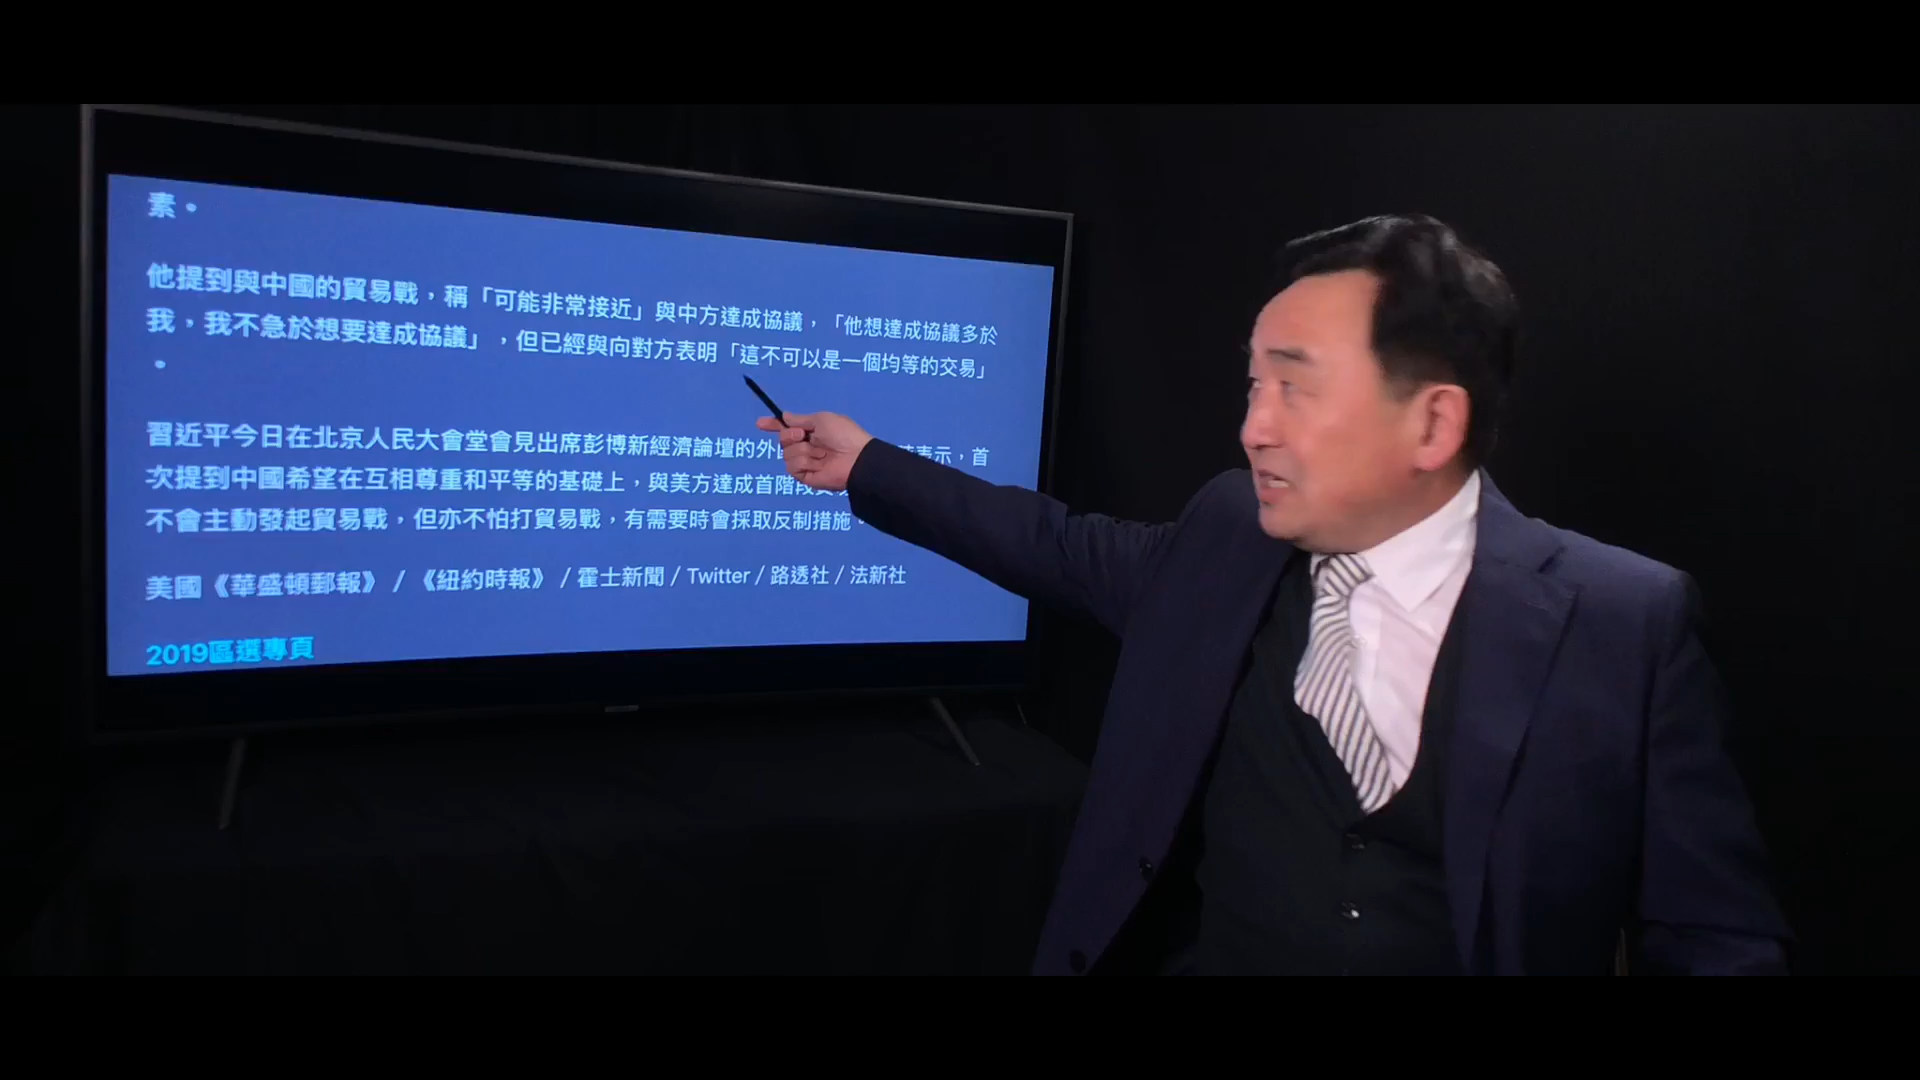 素。
他提到與中國的貿易戰，稱「可能非常接近」與中方達成協議，「他想達成協議多於
我，我不急於想要達成協議」，但已經與向對方表明「這不可以是一個均等的交易」
。
習近平今日在北京人民大會堂會見出席彭博新經濟論壇的外 表示，首
次提到中國希望在互相尊重和平等的基礎上，與美方達成首階段
不會主動發起貿易戰，但亦不怕打貿易戰，有需要時會採取反制措施。
美國《華盛頓郵報》 / 《紐約時報》 / 霍士新聞 / Twitter / 路透社 / 法新社
2019區選專頁